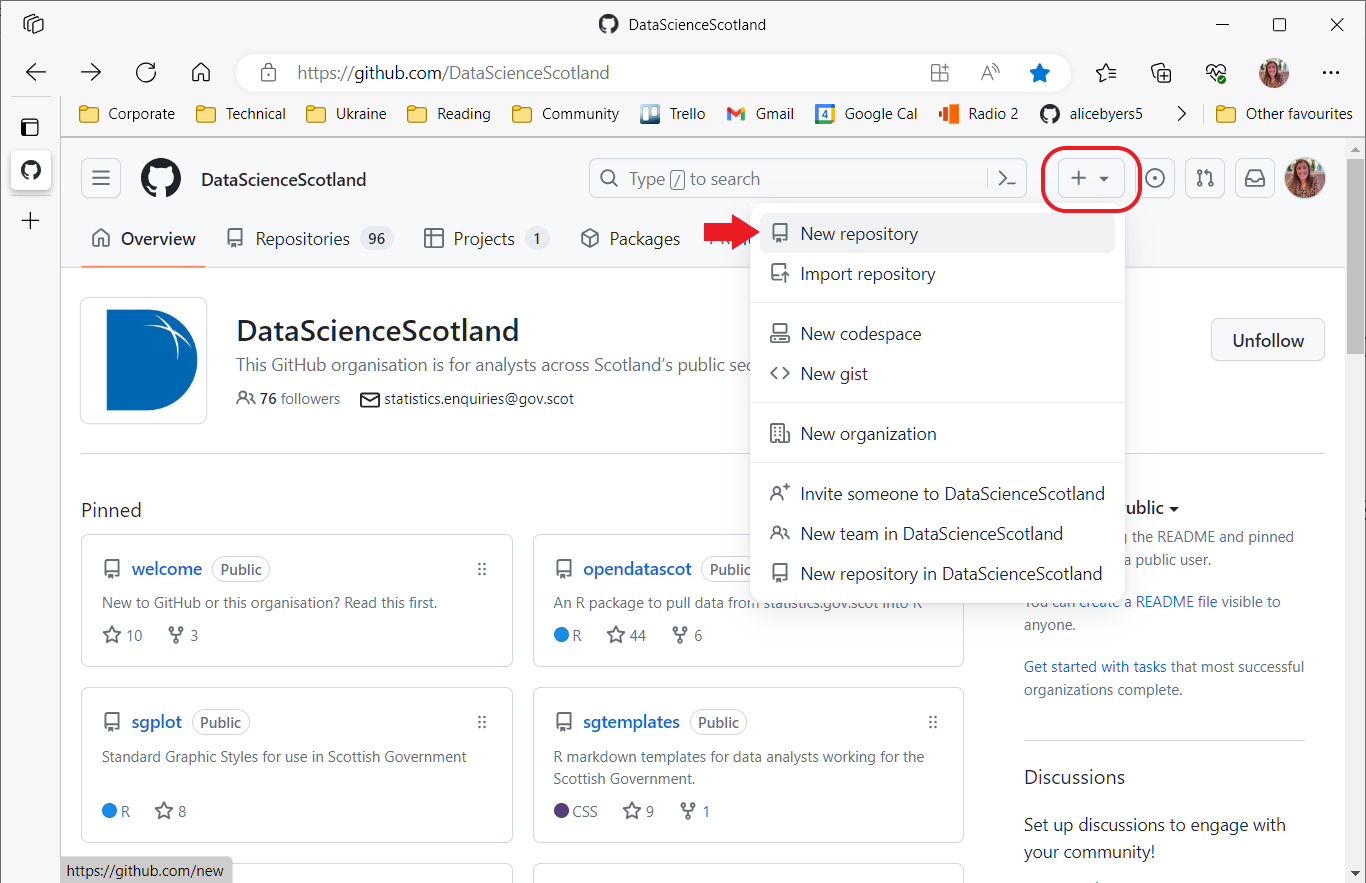 DataScienceScotland
https://github.com/DataScienceScotland
Corporate Technical Ukraine Reading Community Trello Gmail 4 Google Cal Radio 2 alicebyers5 Other favourites
DataScienceScotland
Type / to search
Overview Repositories 96 Projects 1 Packages
New repository
Import repository
New codespace
New gist
New organization
Invite someone to DataScienceScotland
New team in DataScienceScotland
New repository in DataScienceScotland
DataScienceScotland
This GitHub organisation is for analysts across Scotland's public sec
76 followers statistics.enquiries@gov.scot
Unfollow
Pinned
welcome Public
New to GitHub or this organisation? Read this first.
10 3
opendatascot Public
An R package to pull data from statistics.gov.scot into R
R 44 6
sgplot Public
Standard Graphic Styles for use in Scottish Government
R 8
sgtemplates Public
R markdown templates for data analysts working for the
Scottish Government.
CSS 9 1
ublic
the README and pinned
a public user.
You can create a README file visible to
anyone.
Get started with tasks that most successful
organizations complete.
Discussions
Set up discussions to engage with
your community!
https://github.com/new